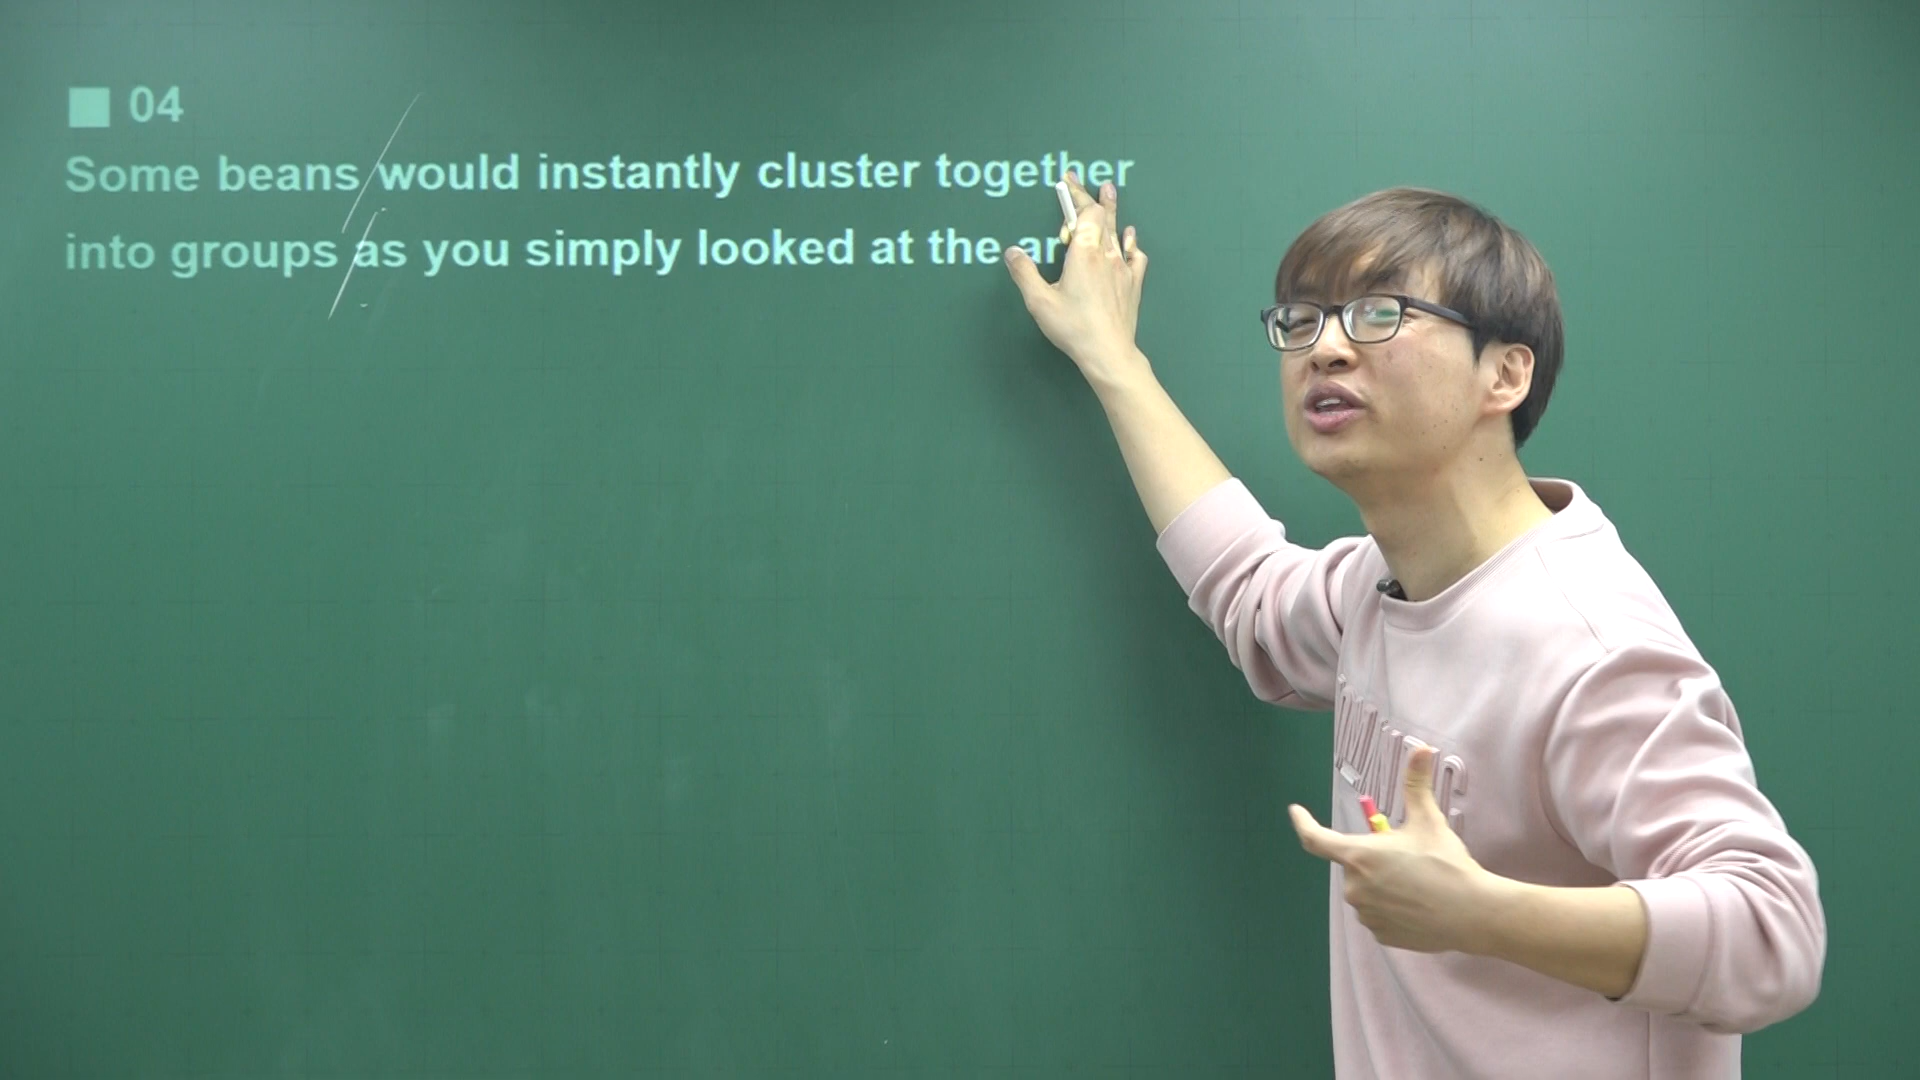 ■ 04
Some beans would instantly cluster together
into groups as you simply looked at the